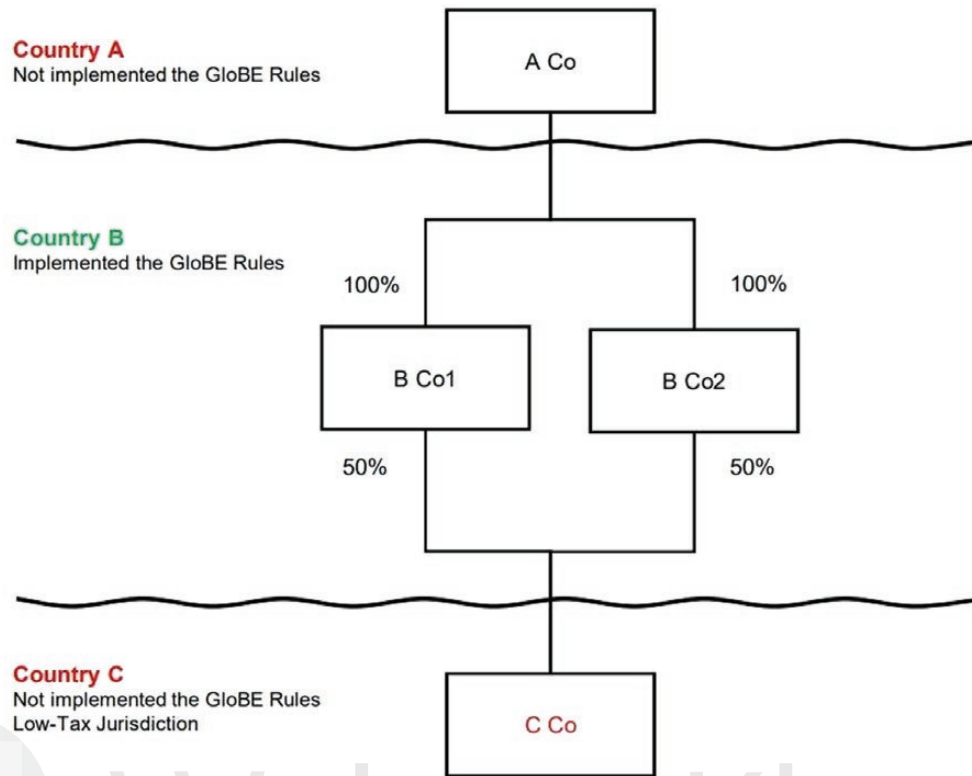 Country A
Not implemented the GloBE Rules
A Co
Country B
Implemented the GloBE Rules
100%
100%
B Co1
B Co2
50%
50%
Country C
Not implemented the GloBE Rules
Low-Tax Jurisdiction
C Co